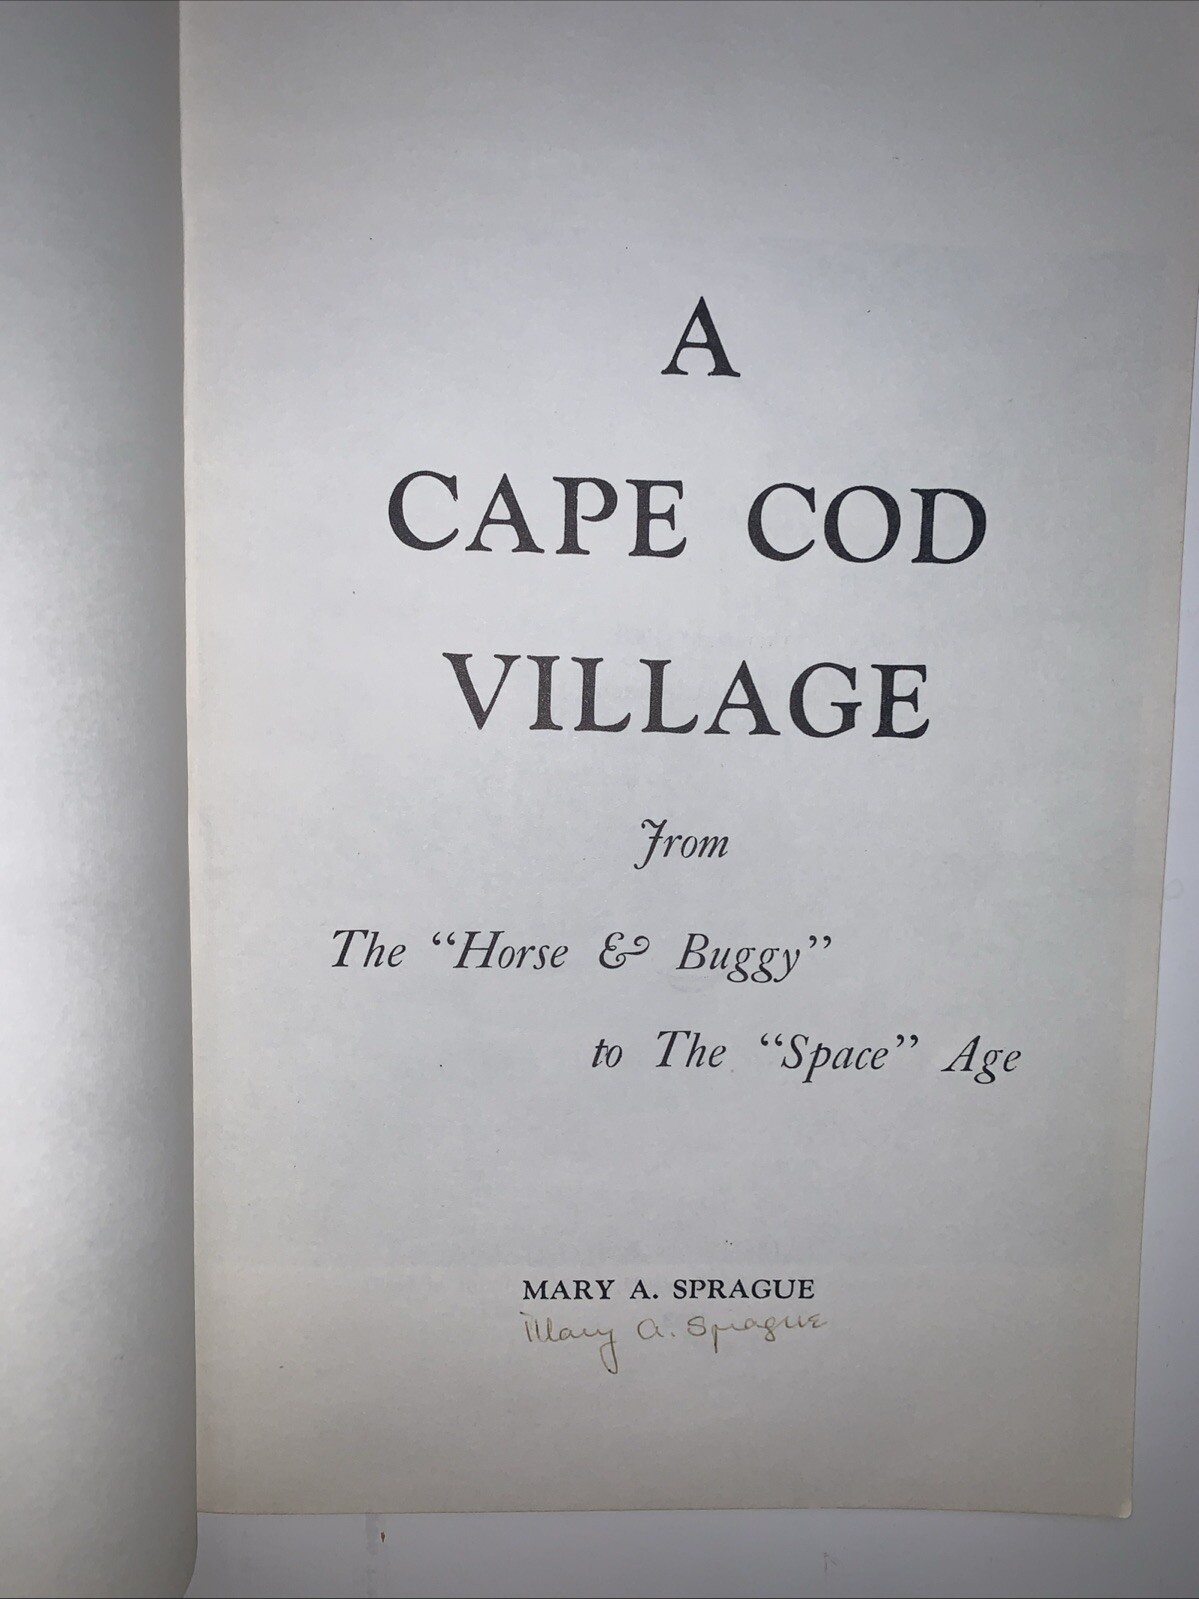 A
CAPE COD
VILLAGE
From
The “Horse & Buggy”
to The “Space” Age
MARY A. SPRAGUE
Mary A. Sprague